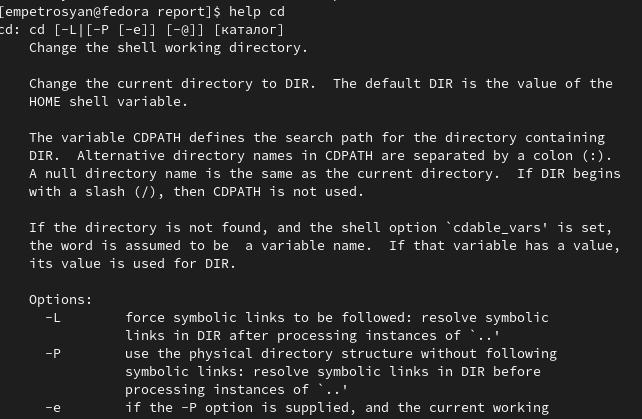 [empetrosyan@fedora report]$ help cd
cd: cd [-L|[-P [-e]] [-@]] [каталог]
Change the shell working directory.
Change the current directory to DIR.  The default DIR is the value of the
HOME shell variable.
The variable CDPATH defines the search path for the directory containing
DIR.  Alternative directory names in CDPATH are separated by a colon (:).
A null directory name is the same as the current directory.  If DIR begins
with a slash (/), then CDPATH is not used.
If the directory is not found, and the shell option `cdable_vars' is set,
the word is assumed to be  a variable name.  If that variable has a value,
its value is used for DIR.
Options:
-L        force symbolic links to be followed: resolve symbolic
links in DIR after processing instances of `..'
-P        use the physical directory structure without following
symbolic links: resolve symbolic links in DIR before
processing instances of `..'
-e        if the -P option is supplied, and the current working